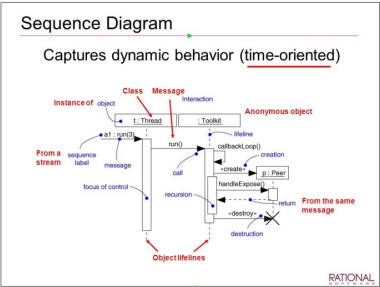 Sequence Diagram
Captures dynamic behavior (time-oriented)
Class Message
Interaction
Instance of object
Anonymous object
t : Thread
: Toolkit
lifeline
a1 : run(3)
run()
callbackLoop()
From a stream
sequence label
message
call
creation
«create»
p : Peer
handleExpose()
focus of control
recursion
return
From the same message
«destroy»
destruction
Object lifelines
RATIONAL
SOFTWARE